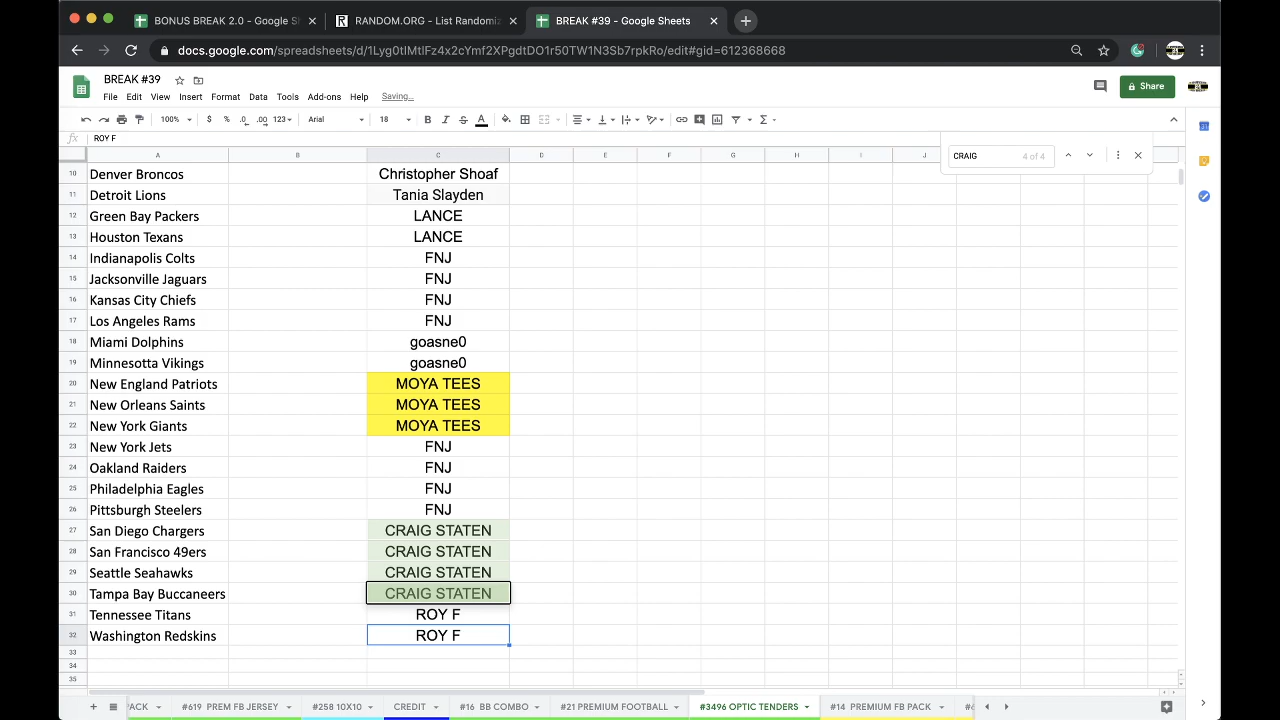 BONUS BREAK 2.0 - Google Sh
RANDOM.ORG - List Randomiz
BREAK #39 - Google Sheets
docs.google.com/spreadsheets/d/1Lyg0tIMtlFz4x2cYmf2XPgdtDO1r50TW1N3Sb7rpkRo/edit#gid=612368668
BREAK #39
File Edit View Insert Format Data Tools Add-ons Help Saving...
Share
100% $ % .0 .00 123 Arial 18 B I S A
fx ROY F
CRAIG 4 of 4
A B C D E F G H I J
10 Denver Broncos Christopher Shoaf
11 Detroit Lions Tania Slayden
12 Green Bay Packers LANCE
13 Houston Texans LANCE
14 Indianapolis Colts FNJ
15 Jacksonville Jaguars FNJ
16 Kansas City Chiefs FNJ
17 Los Angeles Rams FNJ
18 Miami Dolphins goasne0
19 Minnesotta Vikings goasne0
20 New England Patriots MOYA TEES
21 New Orleans Saints MOYA TEES
22 New York Giants MOYA TEES
23 New York Jets FNJ
24 Oakland Raiders FNJ
25 Philadelphia Eagles FNJ
26 Pittsburgh Steelers FNJ
27 San Diego Chargers CRAIG STATEN
28 San Francisco 49ers CRAIG STATEN
29 Seattle Seahawks CRAIG STATEN
30 Tampa Bay Buccaneers CRAIG STATEN
31 Tennessee Titans ROY F
32 Washington Redskins ROY F
33
34
35
PACK #619 PREM FB JERSEY #258 10X10 CREDIT #16 BB COMBO #21 PREMIUM FOOTBALL #3496 OPTIC TENDERS #14 PREMIUM FB PACK